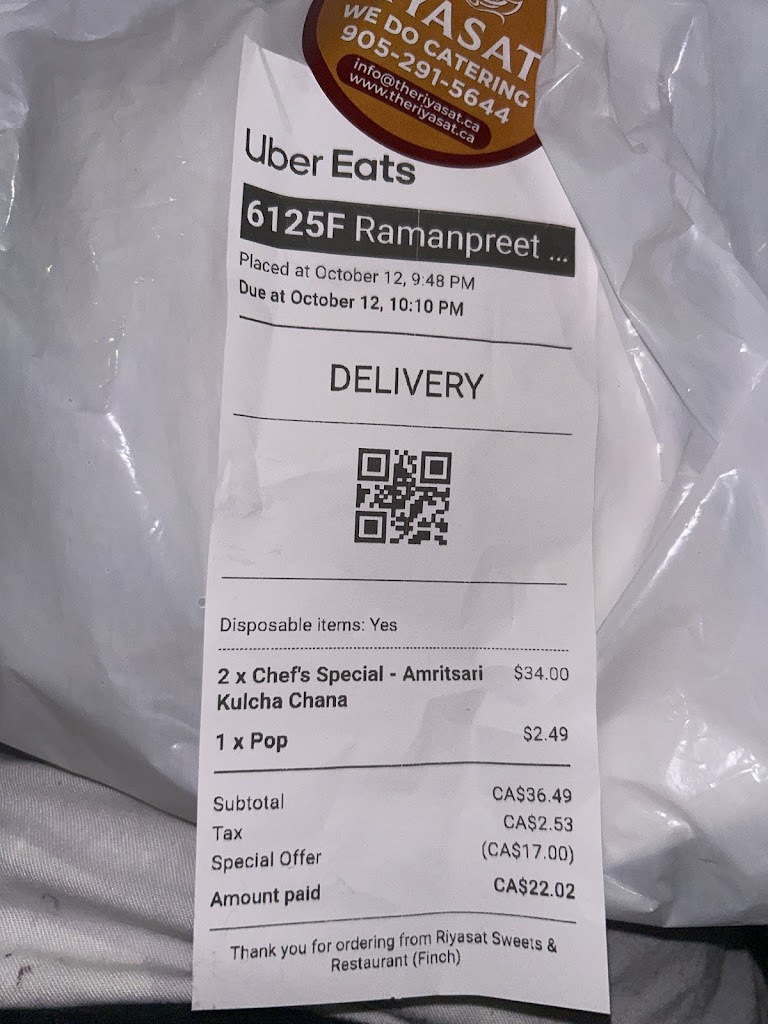 YASAT
WE DO CATERING
905-291-5644
info@theriyasat.ca
www.theriyasat.ca
Uber Eats
6125F Ramanpreet ...
Placed at October 12, 9:48 PM
Due at October 12, 10:10 PM
DELIVERY
Disposable items: Yes
2 x Chef's Special - Amritsari $34.00
Kulcha Chana
1 x Pop $2.49
Subtotal CA$36.49
Tax CA$2.53
Special Offer (CA$17.00)
Amount paid CA$22.02
Thank you for ordering from Riyasat Sweets &
Restaurant (Finch)